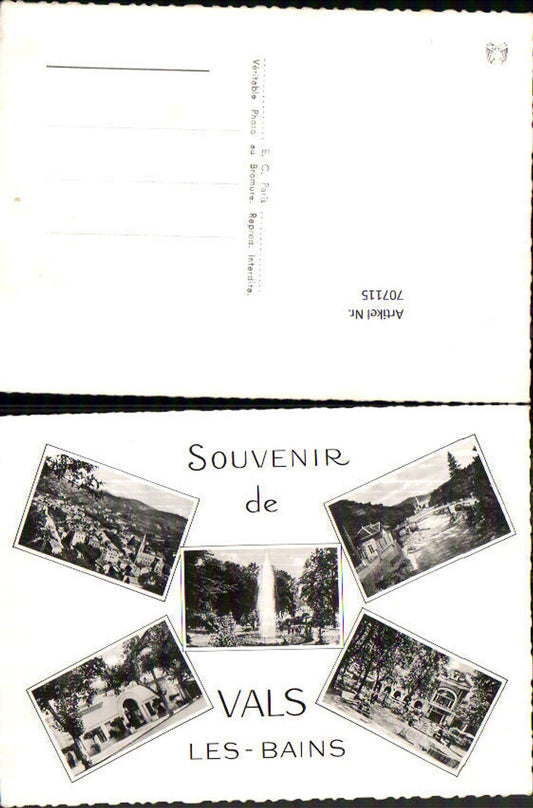 E. C. Paris
Véritable Photo au Bromure. Reprod. interdite.
Artikel Nr.
707115
SOUVENIR
de
VALS
LES-BAINS